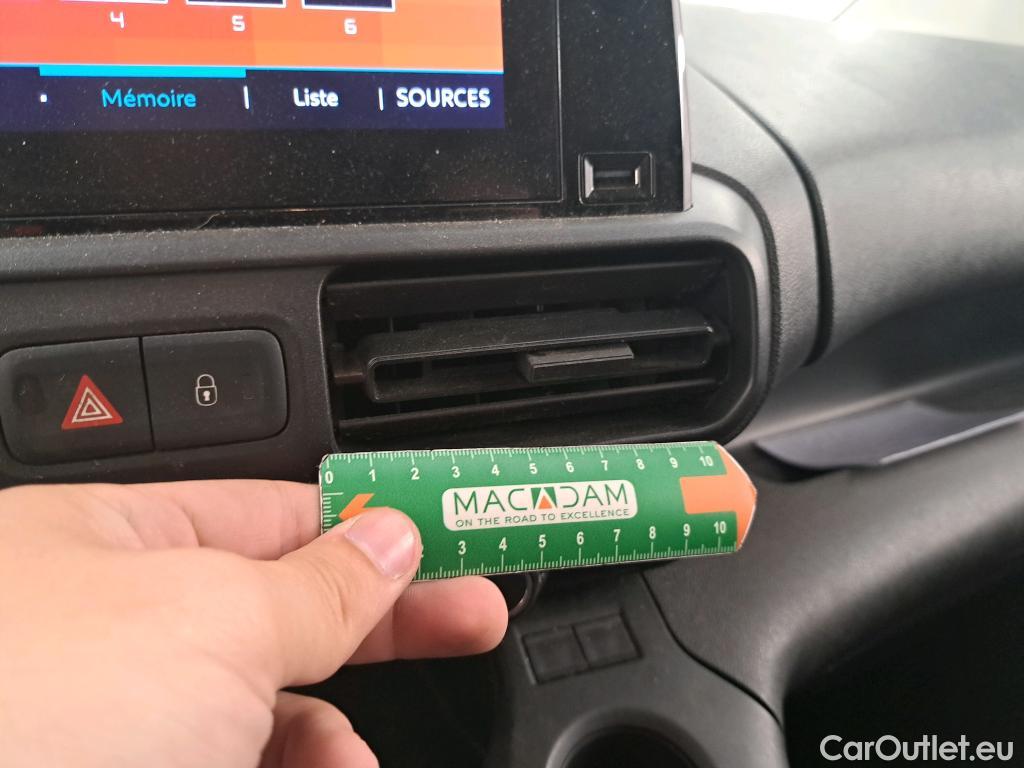 4 5 6
Mémoire | Liste | SOURCES
0 1 2 3 4 5 6 7 8 9 10
MACADAM
ON THE ROAD TO EXCELLENCE
2 3 4 5 6 7 8 9 10
CarOutlet.eu